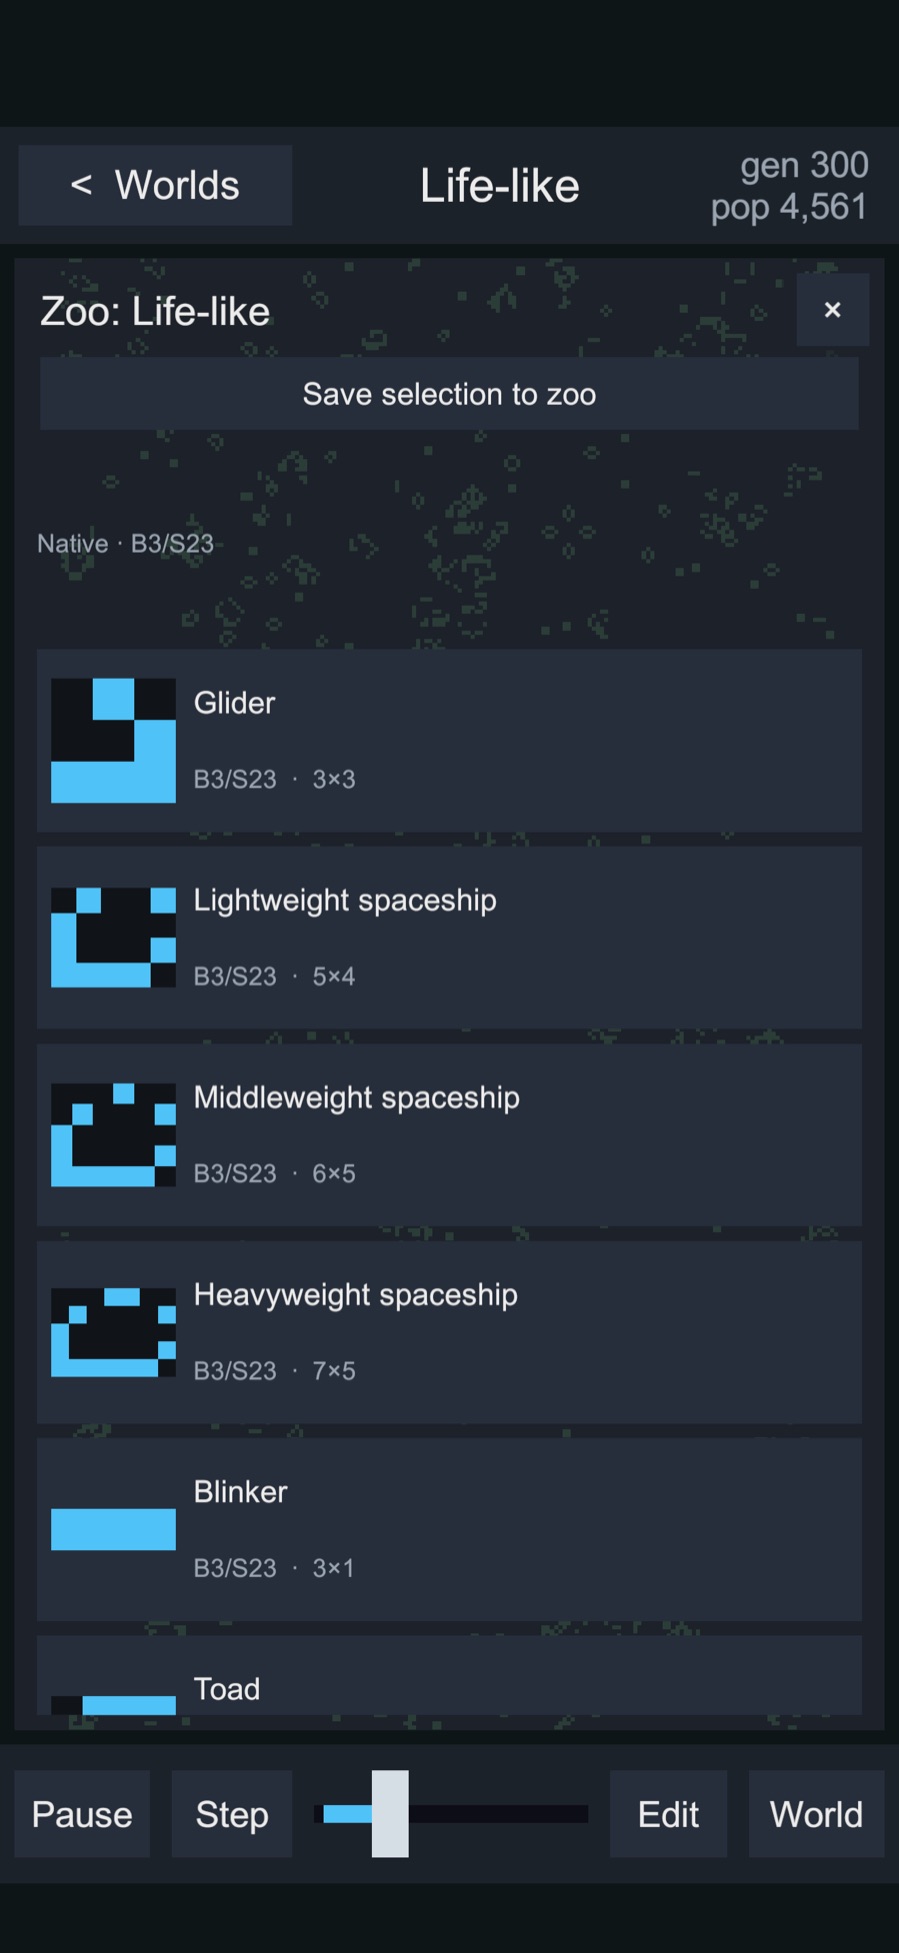 < Worlds
Life-like
gen 300
pop 4,561
Zoo: Life-like
×
Save selection to zoo
Native · B3/S23
Glider
B3/S23 · 3×3
Lightweight spaceship
B3/S23 · 5×4
Middleweight spaceship
B3/S23 · 6×5
Heavyweight spaceship
B3/S23 · 7×5
Blinker
B3/S23 · 3×1
Toad
Pause
Step
Edit
World